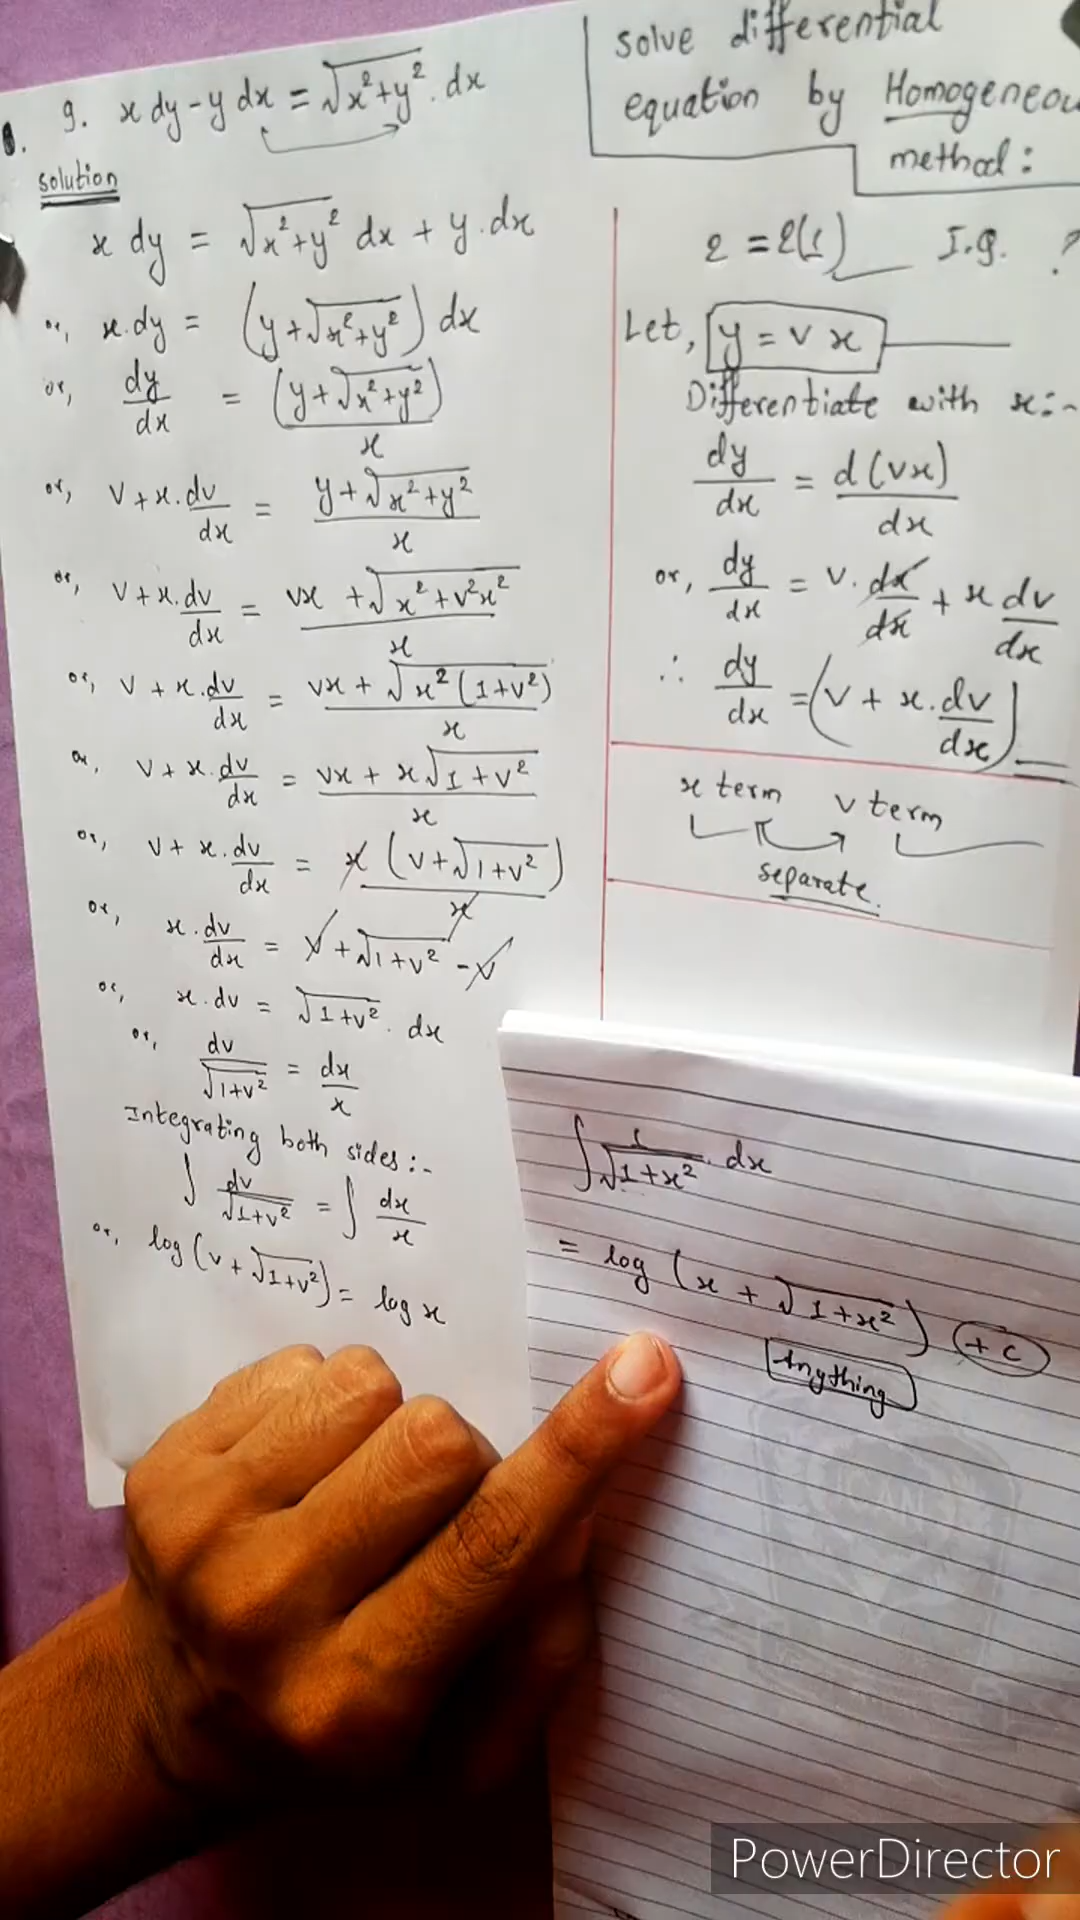 9. x dy - y dx = √x²+y² . dx
solution
x dy = √x²+y² dx + y.dx
or, x.dy = (y+√x²+y²) dx
or, dy/dx = (y+√x²+y²)/x
or, v+x.dv/dx = y+√x²+y²/x
or, v+x.dv/dx = vx +√x²+v²x²/x
or, v + x.dv/dx = vx + √x²(1+v²)/x
or, v + x.dv/dx = vx + x√1+v²/x
or, v + x.dv/dx = x (v+√1+v²)/x
or, x.dv/dx = v + √1+v² - v
or, x.dv = √1+v² . dx
or, dv/√1+v² = dx/x
Integrating both sides:-
∫ dv/√1+v² = ∫ dx/x
or, log(v+√1+v²) = log x
solve differential
equation by Homogeneou
method:
I.g. ?
Let, y = v x
Differentiate with x:-
dy/dx = d(vx)/dx
or, dy/dx = v.dx/dx + x dv/dx
∴ dy/dx = (v + x.dv/dx)
x term v term
separate.
∫ 1/√1+x² . dx
= log (x + √1+x²) + c
Anything
PowerDirector